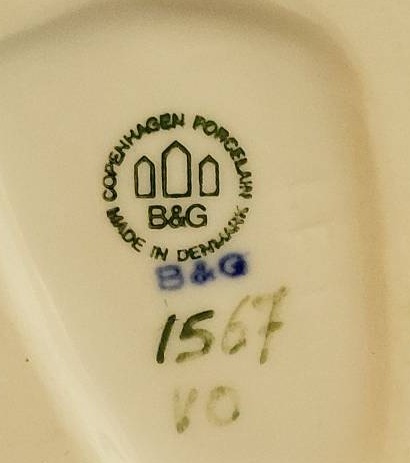 COPENHAGEN PORCELAIN
B&G
MADE IN DENMARK
B&G
1567
VO